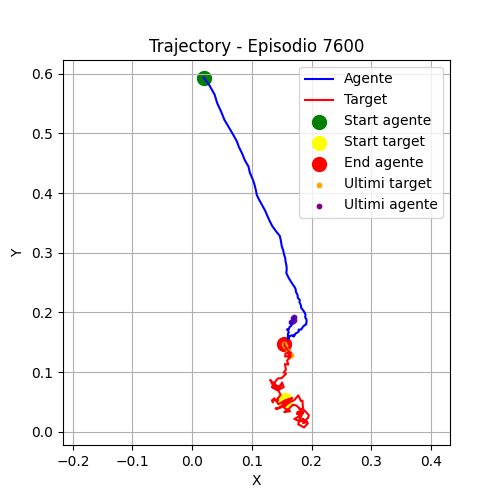 Trajectory - Episodio 7600
Agente
Target
Start agente
Start target
End agente
Ultimi target
Ultimi agente
Y
0.6
0.5
0.4
0.3
0.2
0.1
0.0
−0.2 −0.1 0.0 0.1 0.2 0.3 0.4
X